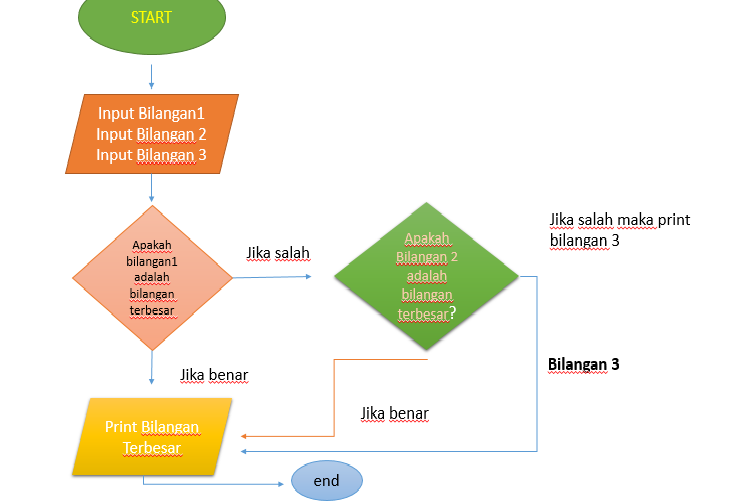 START
Input Bilangan1
Input Bilangan 2
Input Bilangan 3
Apakah
bilangan1
adalah
bilangan
terbesar
Jika salah
Apakah
Bilangan 2
adalah
bilangan
terbesar?
Jika salah maka print
bilangan 3
Bilangan 3
Jika benar
Jika benar
Print Bilangan
Terbesar
end